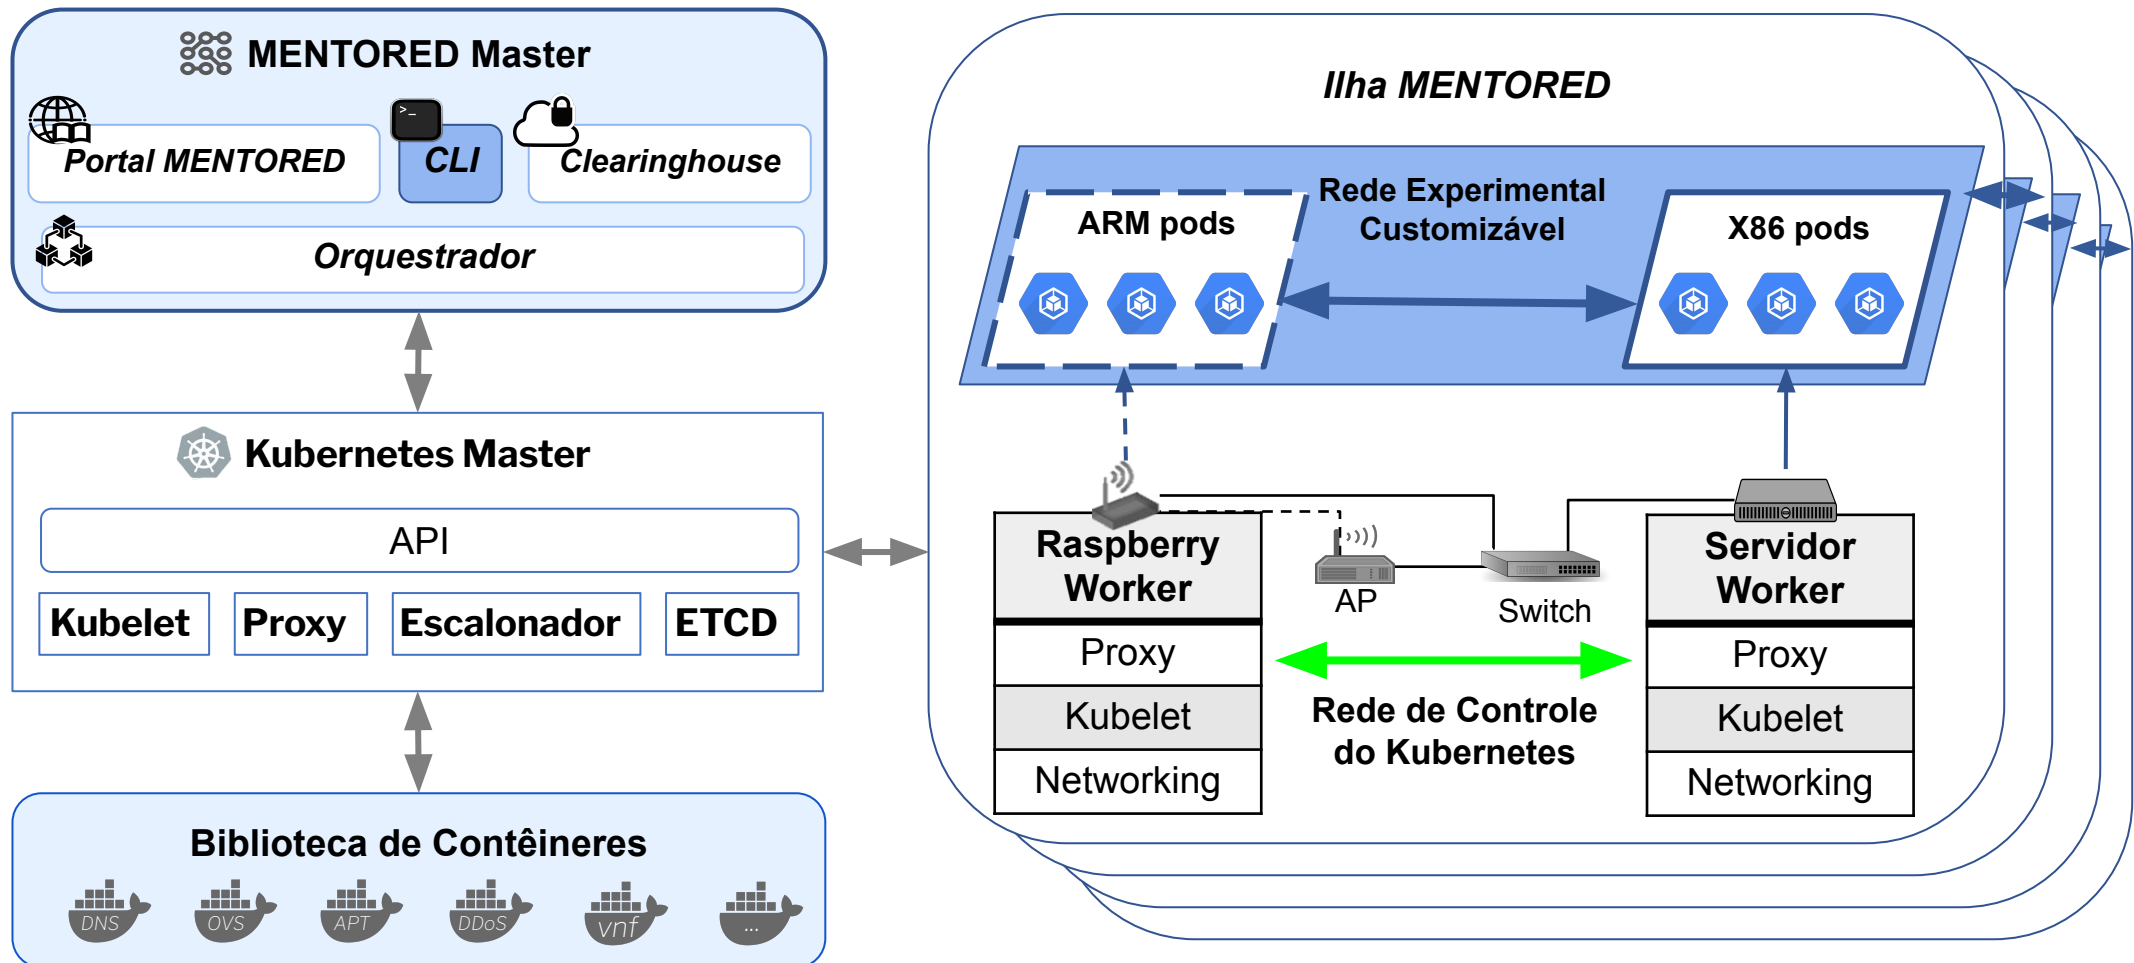 MENTORED Master
>_
Portal MENTORED
CLI
Clearinghouse
Orquestrador
Kubernetes Master
API
Kubelet
Proxy
Escalonador
ETCD
Biblioteca de Contêineres
DNS
OVS
APT
DDoS
vnf
...
Ilha MENTORED
Rede Experimental
Customizável
ARM pods
X86 pods
Raspberry
Worker
Proxy
Kubelet
Networking
AP
Switch
Rede de Controle
do Kubernetes
Servidor
Worker
Proxy
Kubelet
Networking